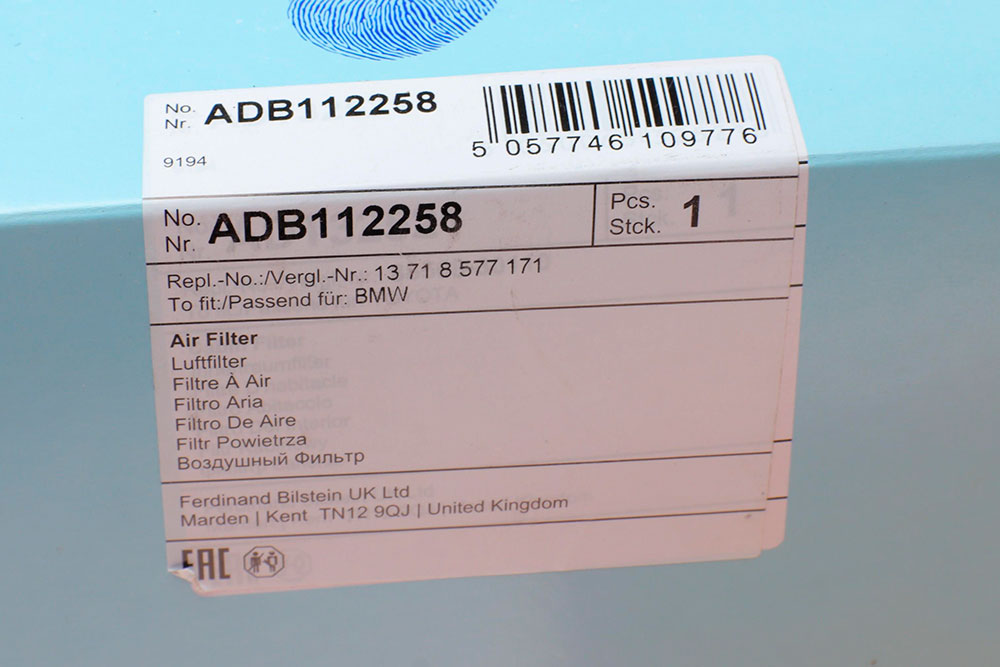 No. ADB112258
Nr.
9194
5 057746 109776
No. ADB112258 Pcs. 1
Nr. Stck.
Repl.-No.:/Vergl.-Nr.: 13 71 8 577 171
To fit:/Passend für: BMW
Air Filter
Luftfilter
Filtre À Air
Filtro Aria
Filtro De Aire
Filtr Powietrza
Воздушный Фильтр
Ferdinand Bilstein UK Ltd
Marden | Kent TN12 9QJ | United Kingdom
EAC